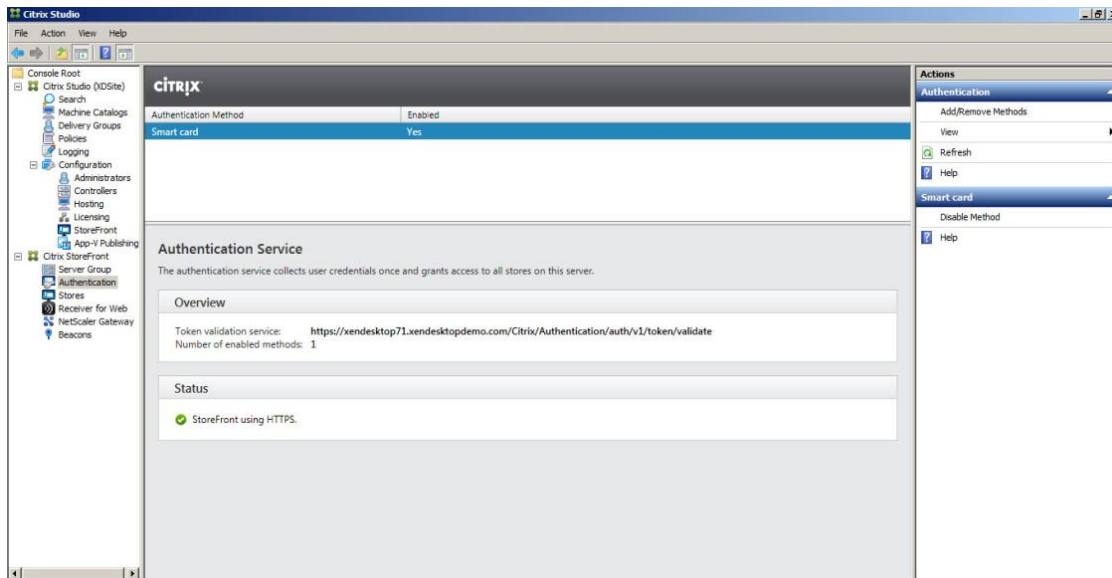 Citrix Studio
File Action View Help
Console Root
Citrix Studio (XDSite)
Search
Machine Catalogs
Delivery Groups
Policies
Logging
Configuration
Administrators
Controllers
Hosting
Licensing
StoreFront
App-V Publishing
Citrix StoreFront
Server Group
Authentication
Stores
Receiver for Web
NetScaler Gateway
Beacons
CITRIX
Authentication Method Enabled
Smart card Yes
Authentication Service
The authentication service collects user credentials once and grants access to all stores on this server.
Overview
Token validation service: https://xendesktop71.xendesktopdemo.com/Citrix/Authentication/auth/v1/token/validate
Number of enabled methods: 1
Status
StoreFront using HTTPS.
Actions
Authentication
Add/Remove Methods
View
Refresh
Help
Smart card
Disable Method
Help